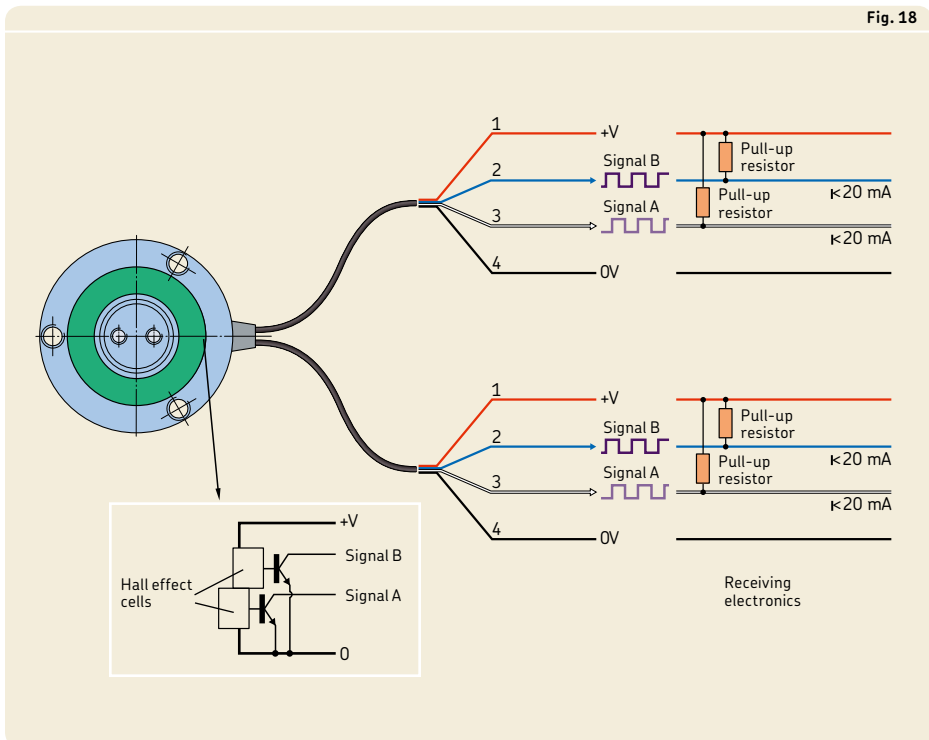 Fig. 18
1
+V
Signal B
Pull-up
resistor
2
I<20 mA
Signal A
Pull-up
resistor
3
I<20 mA
4
0V
1
+V
Signal B
Pull-up
resistor
2
I<20 mA
Signal A
Pull-up
resistor
3
I<20 mA
4
0V
Receiving
electronics
+V
Signal B
Hall effect
cells
Signal A
0